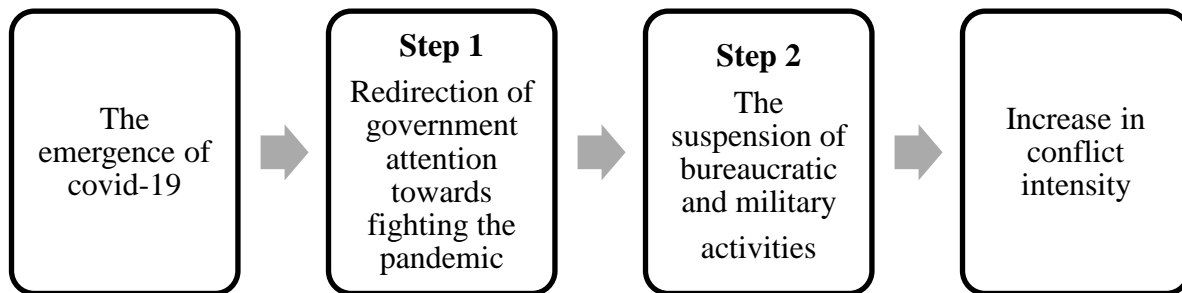 The
emergence of
covid-19
Step 1
Redirection of
government
attention
towards
fighting the
pandemic
Step 2
The
suspension of
bureaucratic
and military
activities
Increase in
conflict
intensity